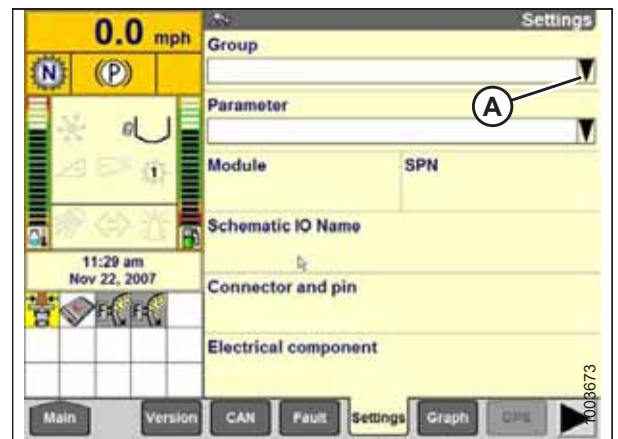 0.0 mph
Settings
Group
N
(P)
A
Parameter
1
Module
SPN
Schematic IO Name
11:29 am
Nov 22, 2007
Connector and pin
Electrical component
1003673
Main
Version
CAN
Fault
Settings
Graph
GPS